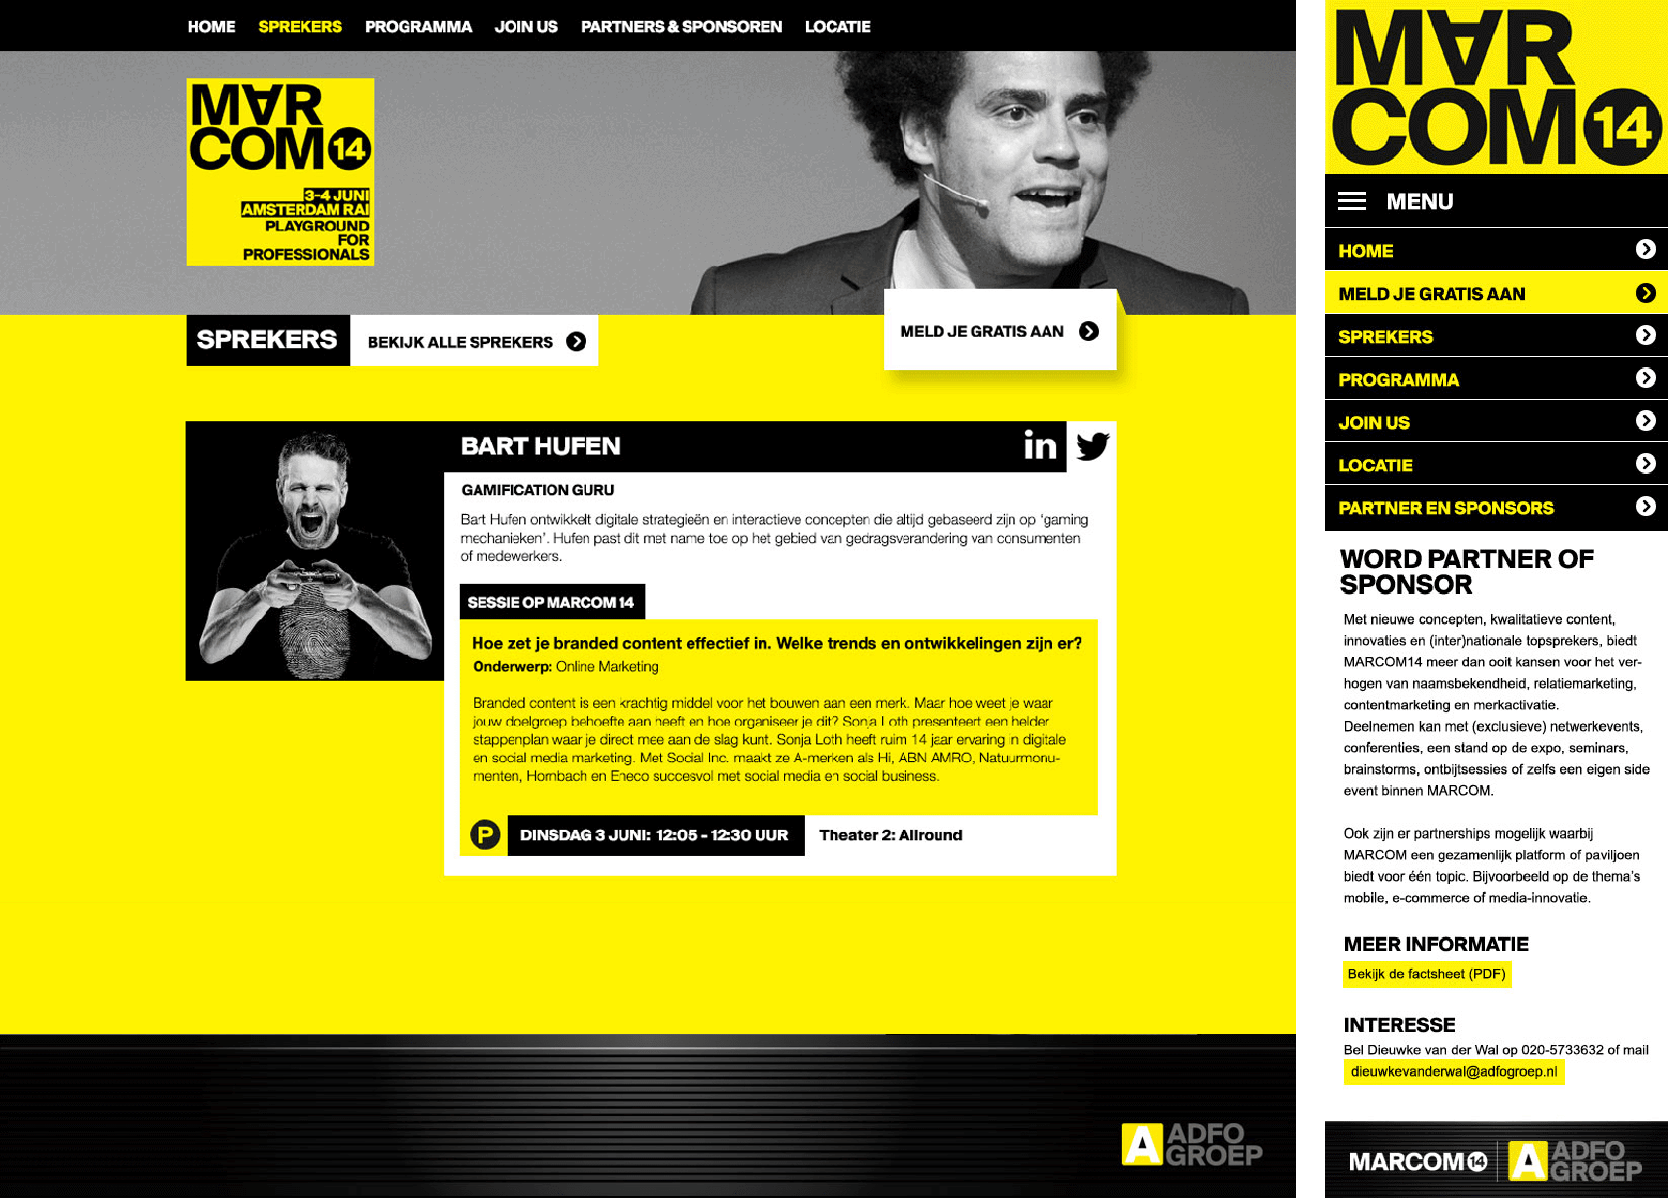 HOME SPREKERS PROGRAMMA JOIN US PARTNERS & SPONSOREN LOCATIE
MAR
COM14
3-4 JUNI
AMSTERDAM RAI
PLAYGROUND
FOR
PROFESSIONALS
SPREKERS
BEKIJK ALLE SPREKERS
MELD JE GRATIS AAN
BART HUFEN
in
GAMIFICATION GURU
Bart Hufen ontwikkelt digitale strategieën en interactieve concepten die altijd gebaseerd zijn op ‘gaming
mechanieken’. Hufen past dit met name toe op het gebied van gedragsverandering van consumenten
of medewerkers.
SESSIE OP MARCOM 14
Hoe zet je branded content effectief in. Welke trends en ontwikkelingen zijn er?
Onderwerp: Online Marketing
Branded content is een krachtig middel voor het bouwen aan een merk. Maar hoe weet je waar
jouw doelgroep behoefte aan heeft en hoe organiseer je dit? Sonja Loth presenteert een helder
stappenplan waar je direct mee aan de slag kunt. Sonja Loth heeft ruim 14 jaar ervaring in digitale
en social media marketing. Met Social Inc. maakt ze A-merken als Hi, ABN AMRO, Natuurmonu-
menten, Hornbach en Eneco succesvol met social media en social business.
P DINSDAG 3 JUNI: 12:05 - 12:30 UUR Theater 2: Allround
A ADFO
GROEP
MAR
COM14
MENU
HOME
MELD JE GRATIS AAN
SPREKERS
PROGRAMMA
JOIN US
LOCATIE
PARTNER EN SPONSORS
WORD PARTNER OF
SPONSOR
Met nieuwe concepten, kwalitatieve content,
innovaties en (inter)nationale topsprekers, biedt
MARCOM14 meer dan ooit kansen voor het ver-
hogen van naamsbekendheid, relatiemarketing,
contentmarketing en merkactivatie.
Deelnemen kan met (exclusieve) netwerkevents,
conferenties, een stand op de expo, seminars,
brainstorms, ontbijtsessies of zelfs een eigen side
event binnen MARCOM.
Ook zijn er partnerships mogelijk waarbij
MARCOM een gezamenlijk platform of paviljoen
biedt voor één topic. Bijvoorbeeld op de thema’s
mobile, e-commerce of media-innovatie.
MEER INFORMATIE
Bekijk de factsheet (PDF)
INTERESSE
Bel Dieuwke van der Wal op 020-5733632 of mail
dieuwkevanderwal@adfogroep.nl
MARCOM14 A ADFO
GROEP